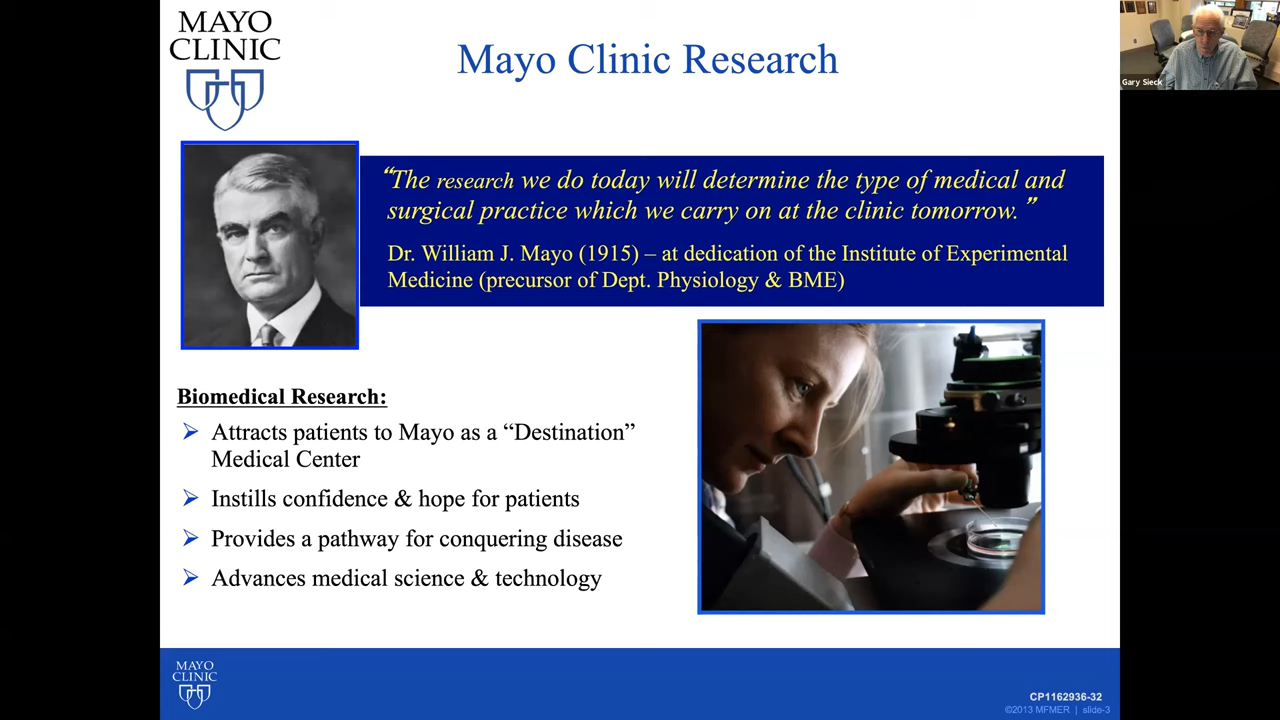 MAYO
CLINIC
Mayo Clinic Research
Gary Sieck
“The research we do today will determine the type of medical and
surgical practice which we carry on at the clinic tomorrow.”
Dr. William J. Mayo (1915) – at dedication of the Institute of Experimental
Medicine (precursor of Dept. Physiology & BME)
Biomedical Research:
➢ Attracts patients to Mayo as a “Destination”
Medical Center
➢ Instills confidence & hope for patients
➢ Provides a pathway for conquering disease
➢ Advances medical science & technology
MAYO
CLINIC
CP1162936-32
©2013 MFMER | slide-3